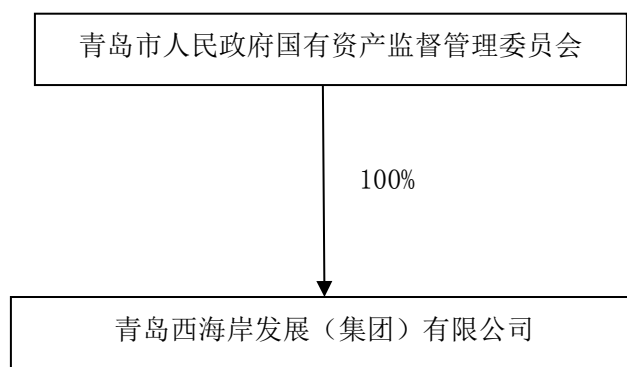 青岛市人民政府国有资产监督管理委员会
100%
青岛西海岸发展（集团）有限公司